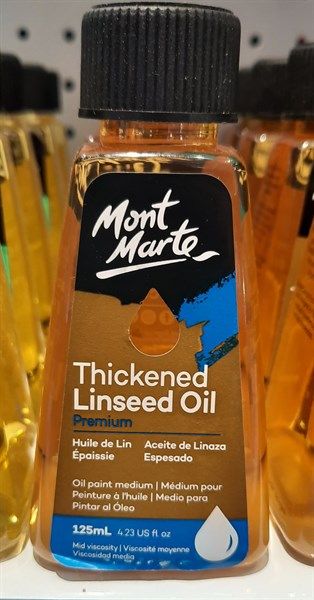 Mont
Marte
Thickened
Linseed Oil
Premium
Huile de Lin Aceite de Linaza
Épaissie Espesado
Oil paint medium | Médium pour
Peinture à l'huile | Medio para
Pintar al Óleo
125mL 4.23 US fl oz
Mid viscosity | Viscosité moyenne
Viscosidad media